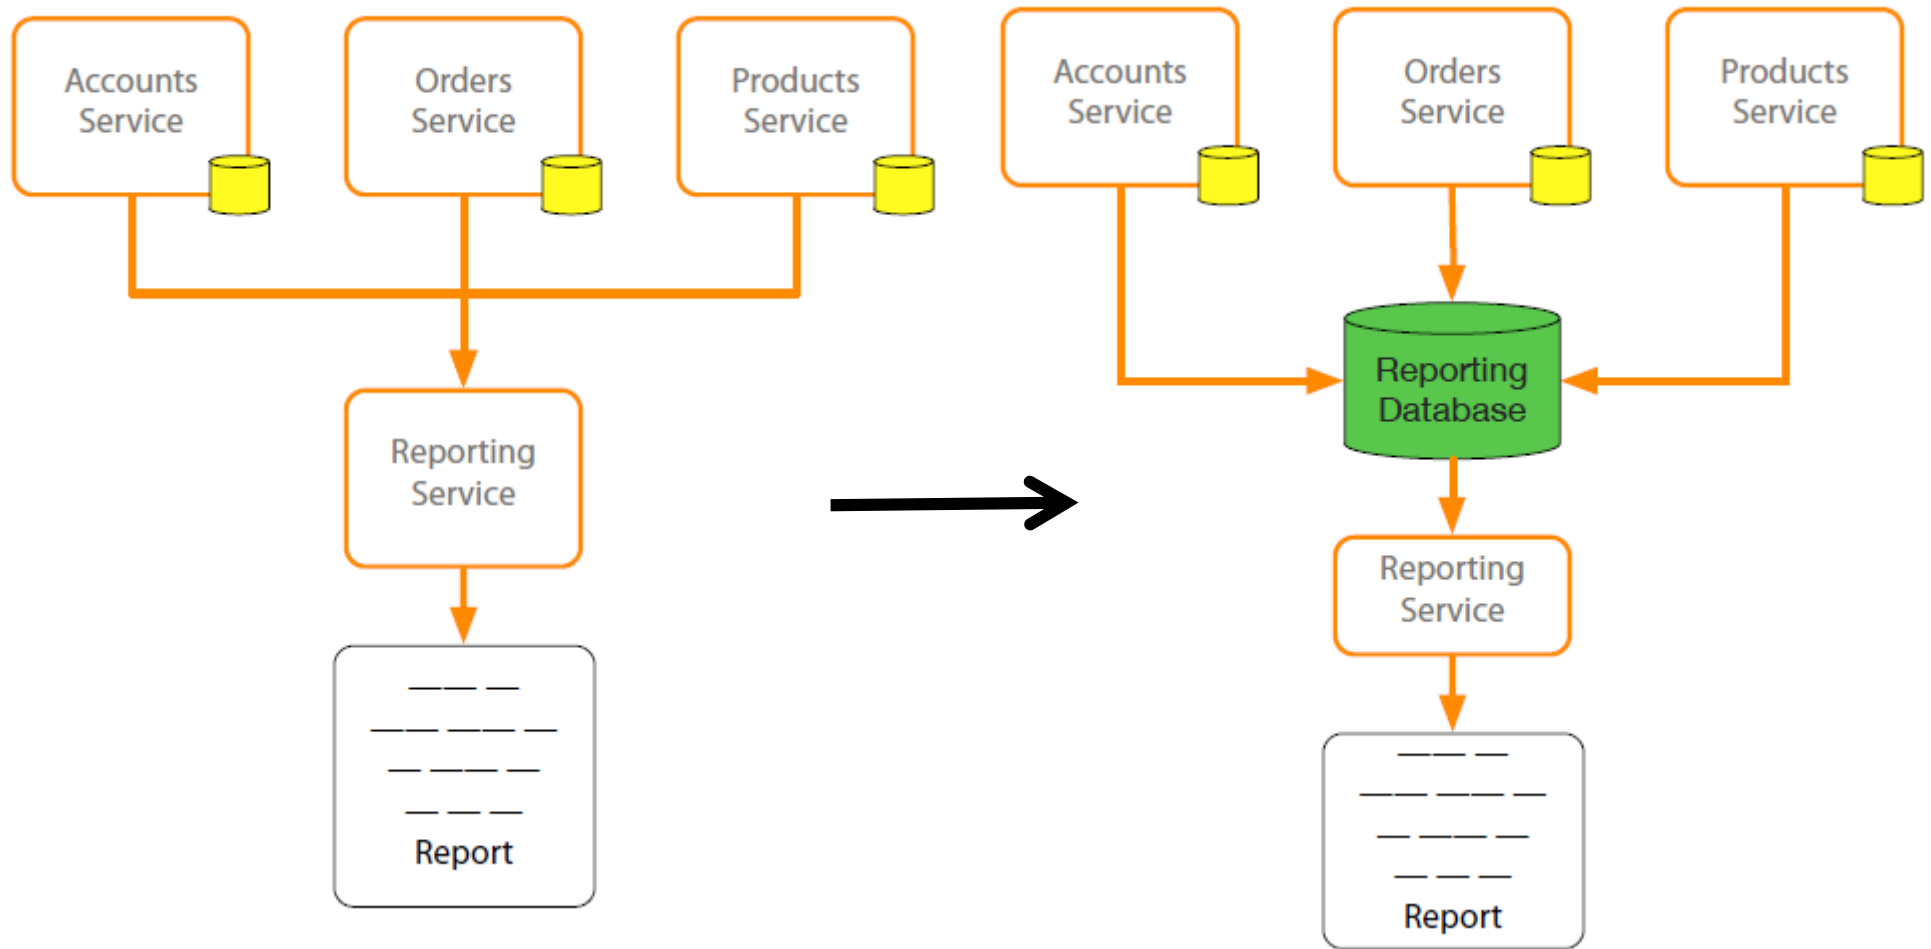 Accounts
Service
Orders
Service
Products
Service
Reporting
Service
Report
Accounts
Service
Orders
Service
Products
Service
Reporting
Database
Reporting
Service
Report